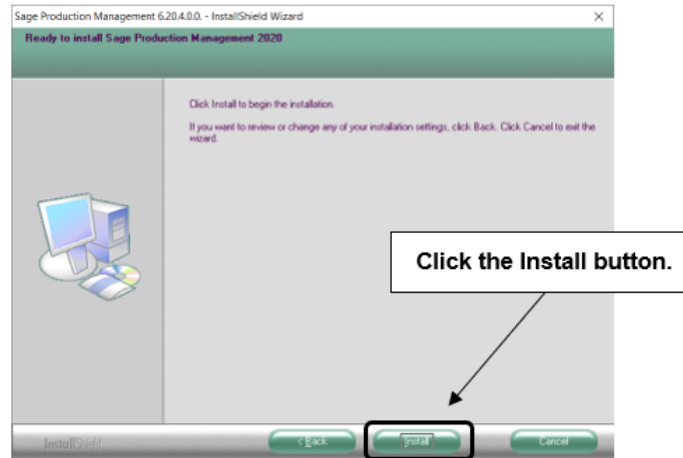 Sage Production Management 6.20.4.0.0. - InstallShield Wizard
Ready to install Sage Production Management 2020
Click Install to begin the installation.
If you want to review or change any of your installation settings, click Back. Click Cancel to exit the
wizard.
Click the Install button.
InstallShield
< Back
Install
Cancel